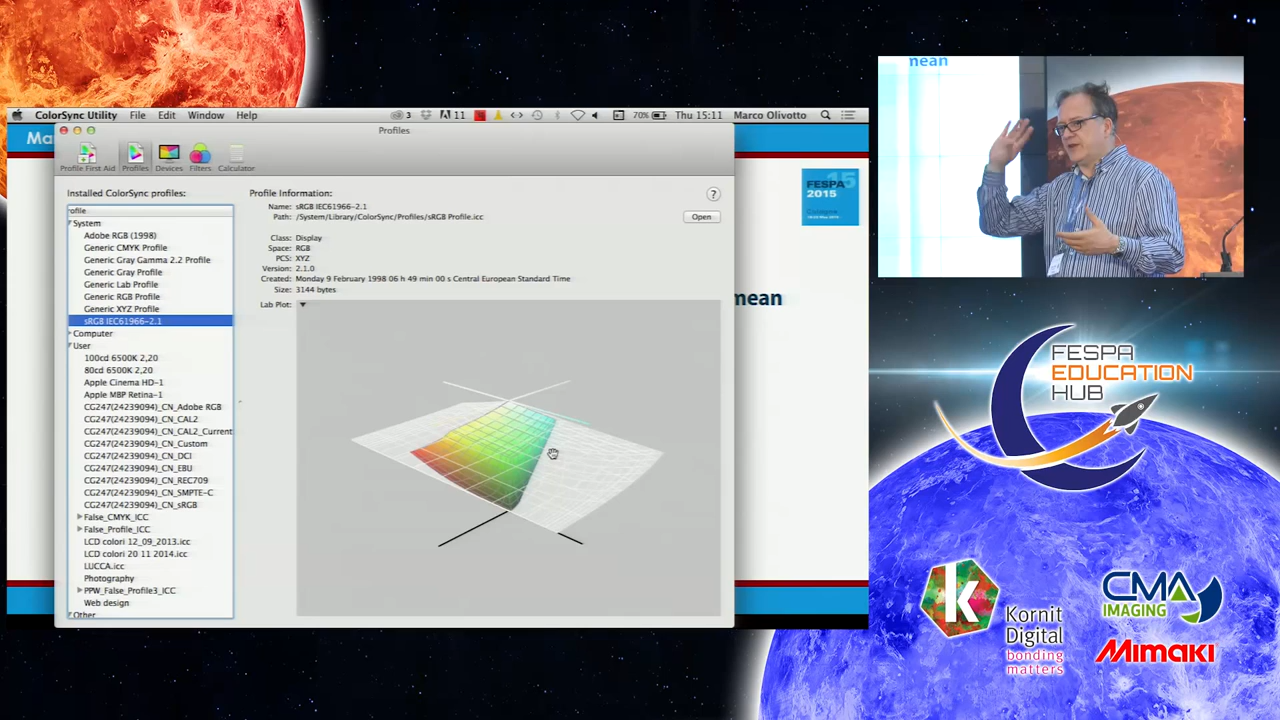 ColorSync Utility File Edit Window Help
3 11 70% Thu 15:11 Marco Olivotto
Profiles
Profile First Aid Profiles Devices Filters Calculator
Installed ColorSync profiles:
ofile
System
Adobe RGB (1998)
Generic CMYK Profile
Generic Gray Gamma 2.2 Profile
Generic Gray Profile
Generic Lab Profile
Generic RGB Profile
Generic XYZ Profile
sRGB IEC61966-2.1
Computer
User
100cd 6500K 2,20
80cd 6500K 2,20
Apple Cinema HD-1
Apple MBP Retina-1
CG247(24239094)_CN_Adobe RGB
CG247(24239094)_CN_CAL2
CG247(24239094)_CN_CAL2_Current
CG247(24239094)_CN_Custom
CG247(24239094)_CN_DCI
CG247(24239094)_CN_EBU
CG247(24239094)_CN_REC709
CG247(24239094)_CN_SMPTE-C
CG247(24239094)_CN_sRGB
False_CMYK_ICC
False_Profile_ICC
LCD colori 12_09_2013.icc
LCD colori 20 11 2014.icc
LUCCA.icc
Photography
PPW_False_Profile3_ICC
Web design
Other
Profile Information:
?
Name: sRGB IEC61966-2.1
Path: /System/Library/ColorSync/Profiles/sRGB Profile.icc
Open
Class: Display
Space: RGB
PCS: XYZ
Version: 2.1.0
Created: Monday 9 February 1998 06 h 49 min 00 s Central European Standard Time
Size: 3144 bytes
Lab Plot:
Ma
15
FESPA
2015
mean
mean
FESPA
EDUCATION
HUB
k
Kornit
Digital
bonding
matters
CMA
IMAGING
Mimaki